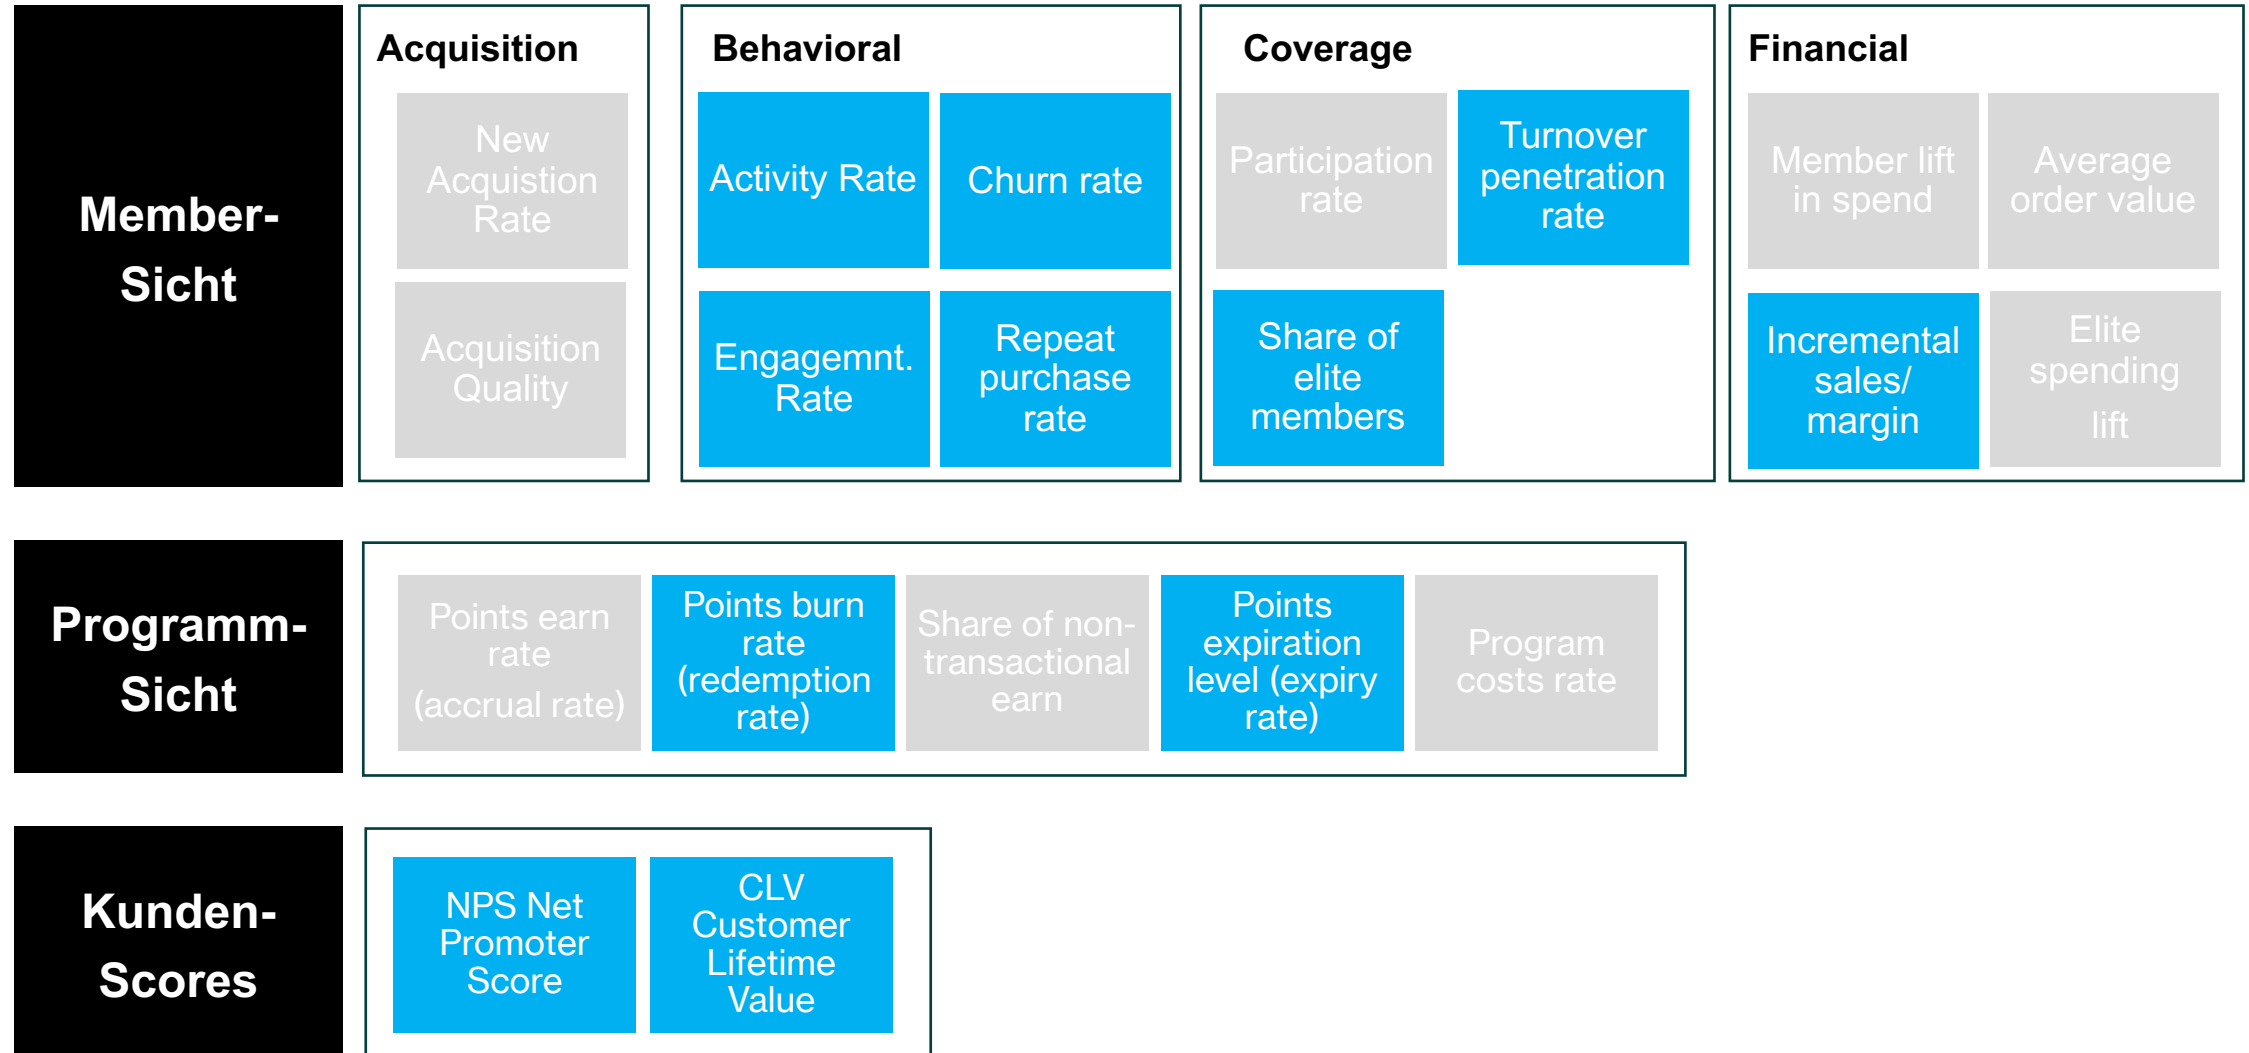 Member-
Sicht
Acquisition
New
Acquistion
Rate
Acquisition
Quality
Behavioral
Activity Rate
Churn rate
Engagemnt.
Rate
Repeat
purchase
rate
Coverage
Participation
rate
Turnover
penetration
rate
Share of
elite
members
Financial
Member lift
in spend
Average
order value
Incremental
sales/
margin
Elite
spending
lift
Programm-
Sicht
Points earn
rate
(accrual rate)
Points burn
rate
(redemption
rate)
Share of non-
transactional
earn
Points
expiration
level (expiry
rate)
Program
costs rate
Kunden-
Scores
NPS Net
Promoter
Score
CLV
Customer
Lifetime
Value